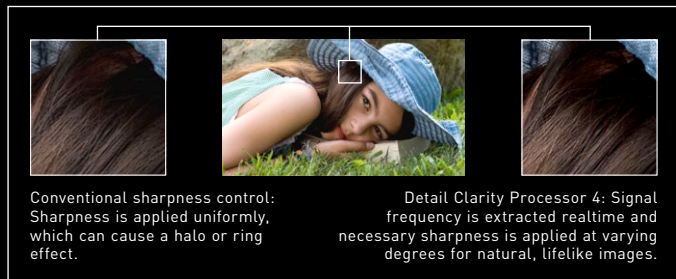 Conventional sharpness control:
Sharpness is applied uniformly,
which can cause a halo or ring
effect.
Detail Clarity Processor 4: Signal
frequency is extracted realtime and
necessary sharpness is applied at varying
degrees for natural, lifelike images.